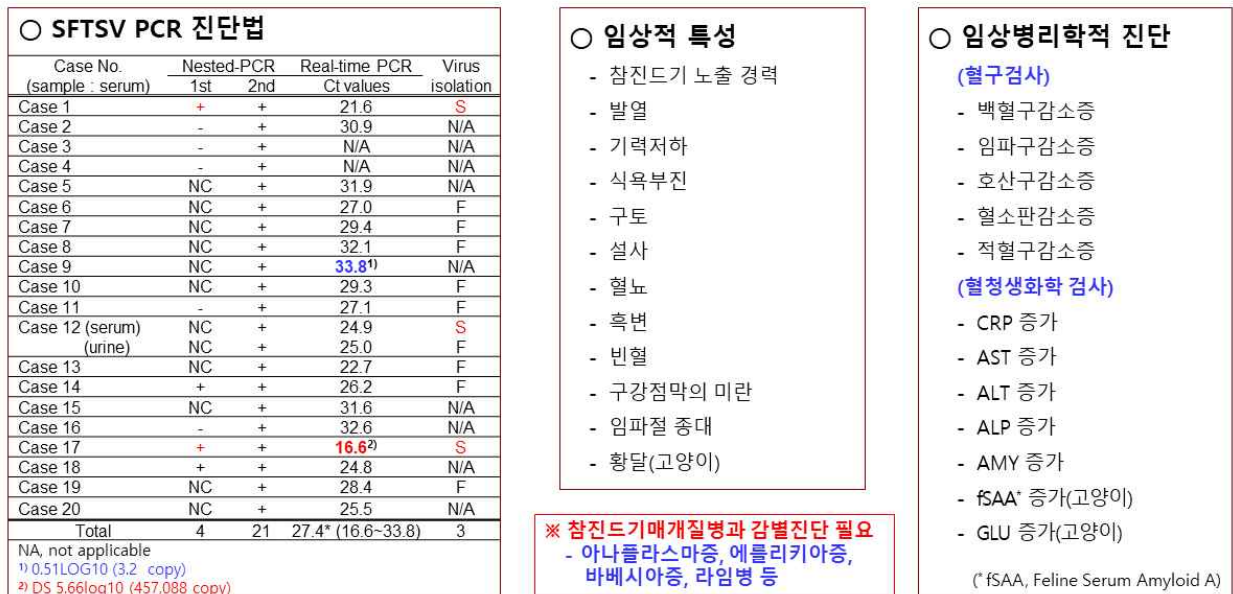 ○ SFTSV PCR 진단법
Case No. Nested-PCR Real-time PCR Virus
(sample : serum) 1st 2nd Ct values isolation
Case 1 + + 21.6 S
Case 2 - + 30.9 N/A
Case 3 - + N/A N/A
Case 4 - + N/A N/A
Case 5 NC + 31.9 N/A
Case 6 NC + 27.0 F
Case 7 NC + 29.4 F
Case 8 NC + 32.1 F
Case 9 NC + 33.8¹⁾ N/A
Case 10 NC + 29.3 F
Case 11 - + 27.1 F
Case 12 (serum) NC + 24.9 S
(urine) NC + 25.0 F
Case 13 NC + 22.7 F
Case 14 + + 26.2 F
Case 15 NC + 31.6 N/A
Case 16 - + 32.6 N/A
Case 17 + + 16.6²⁾ S
Case 18 + + 24.8 N/A
Case 19 NC + 28.4 F
Case 20 NC + 25.5 N/A
Total 4 21 27.4* (16.6~33.8) 3
NA, not applicable
¹⁾ 0.51LOG10 (3.2 copy)
²⁾ DS 5.66log10 (457,088 copy)
○ 임상적 특성
- 참진드기 노출 경력
- 발열
- 기력저하
- 식욕부진
- 구토
- 설사
- 혈뇨
- 흑변
- 빈혈
- 구강점막의 미란
- 임파절 종대
- 황달(고양이)
※ 참진드기매개질병과 감별진단 필요
- 아나플라스마증, 에를리키아증,
바베시아증, 라임병 등
○ 임상병리학적 진단
(혈구검사)
- 백혈구감소증
- 임파구감소증
- 호산구감소증
- 혈소판감소증
- 적혈구감소증
(혈청생화학 검사)
- CRP 증가
- AST 증가
- ALT 증가
- ALP 증가
- AMY 증가
- fSAA* 증가(고양이)
- GLU 증가(고양이)
(* fSAA, Feline Serum Amyloid A)